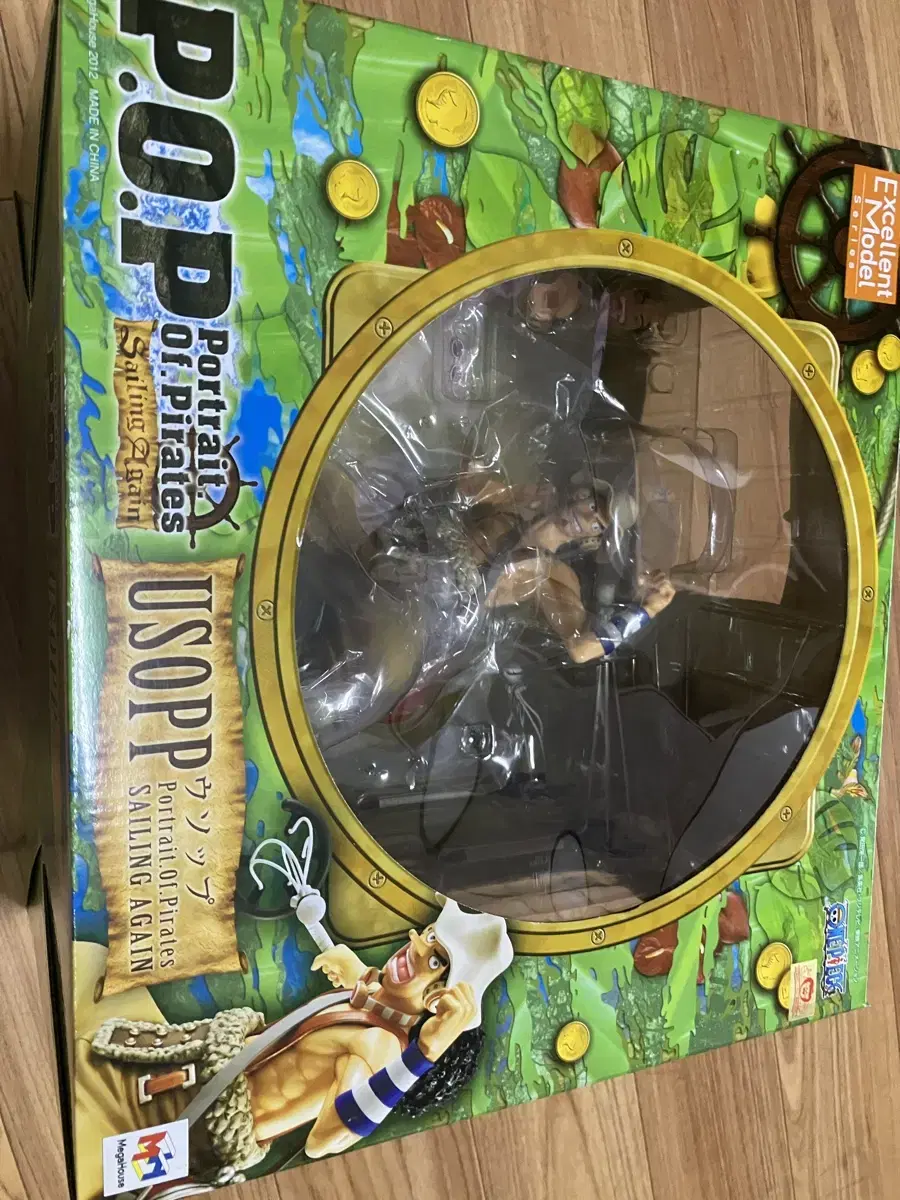 P.O.P
Portrait.
Of.Pirates
Sailing Again
USOPP
ウソップ
Portrait.Of.Pirates
SAILING AGAIN
Excellent
Model
Series
ONE PIECE
MegaHouse
MegaHouse 2012 MADE IN CHINA